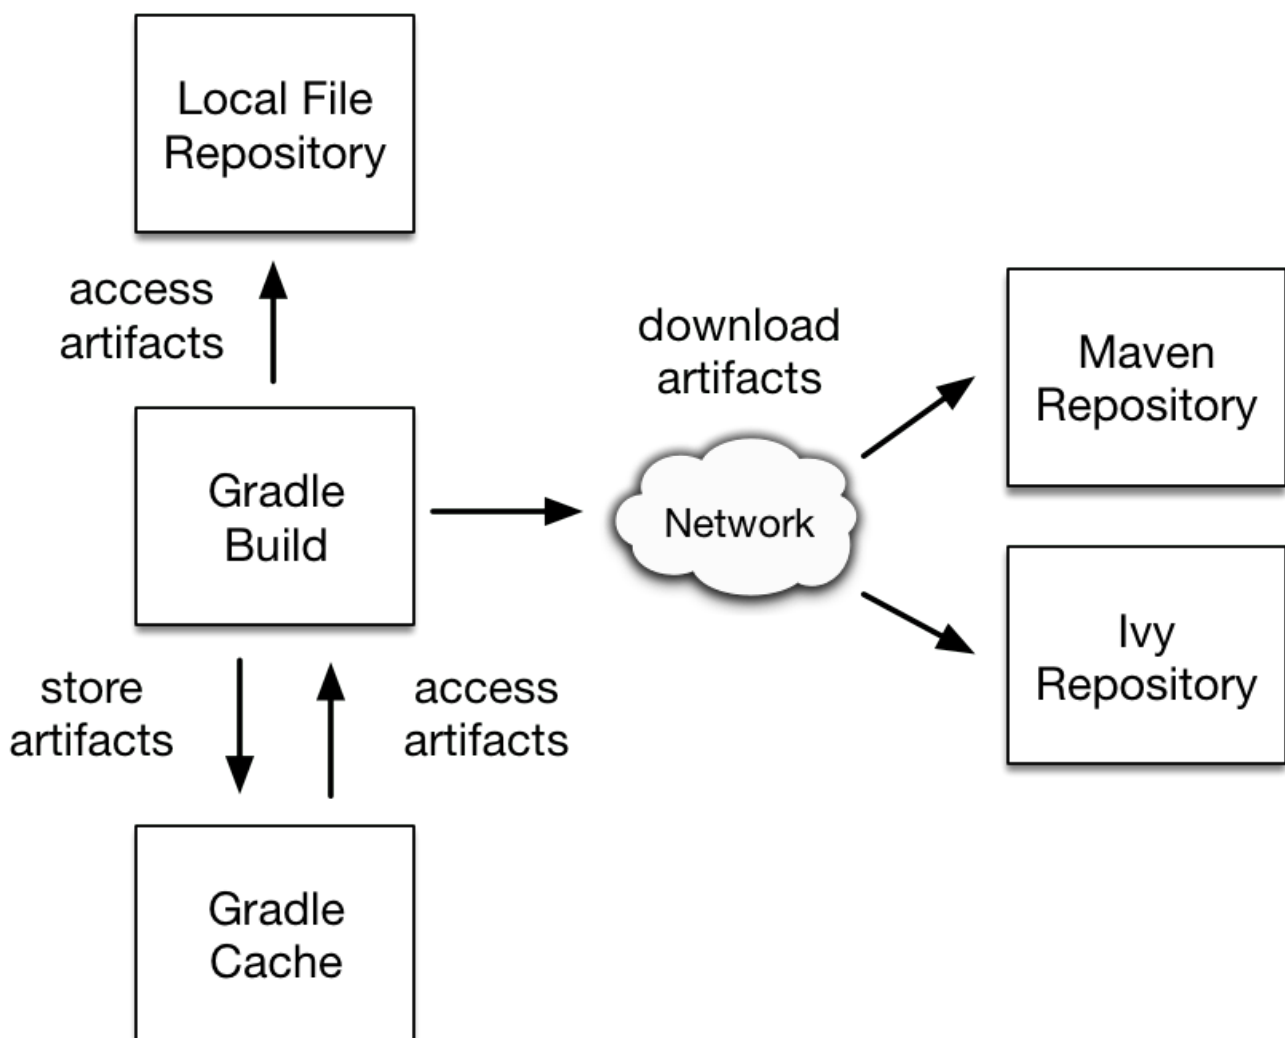 Local File
Repository
access
artifacts
download
artifacts
Maven
Repository
Gradle
Build
Network
Ivy
Repository
store
artifacts
access
artifacts
Gradle
Cache